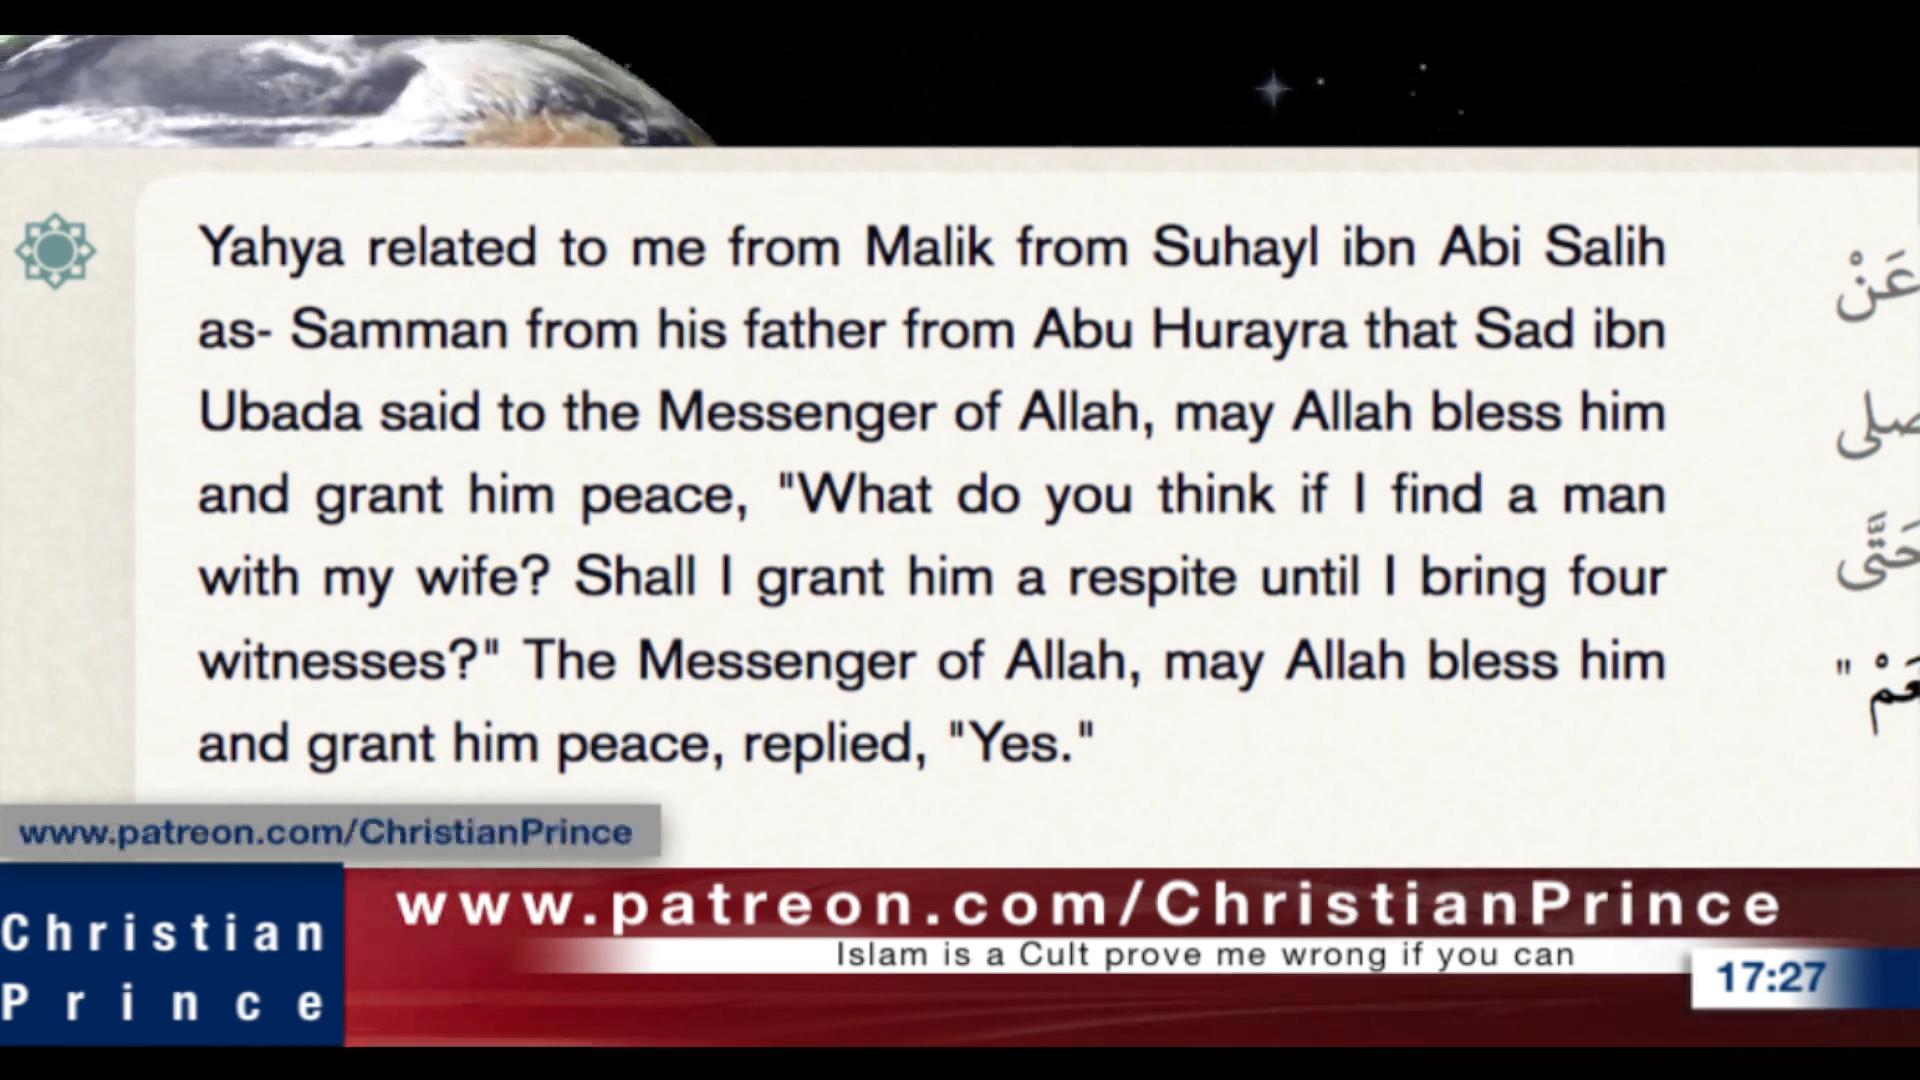 Yahya related to me from Malik from Suhayl ibn Abi Salih
as- Samman from his father from Abu Hurayra that Sad ibn
Ubada said to the Messenger of Allah, may Allah bless him
and grant him peace, "What do you think if I find a man
with my wife? Shall I grant him a respite until I bring four
witnesses?" The Messenger of Allah, may Allah bless him
and grant him peace, replied, "Yes."
عَنْ
صلى
"
www.patreon.com/ChristianPrince
Christian
Prince
www.patreon.com/ChristianPrince
Islam is a Cult prove me wrong if you can
17:27